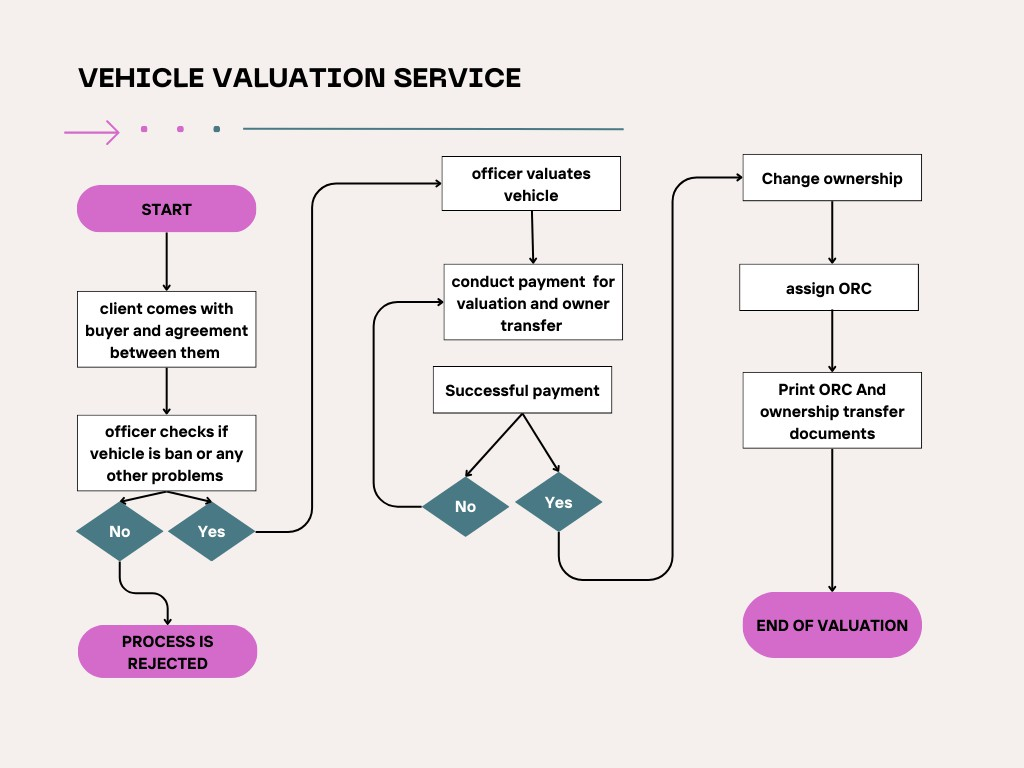 VEHICLE VALUATION SERVICE
START
client comes with
buyer and agreement
between them
officer checks if
vehicle is ban or any
other problems
No
Yes
PROCESS IS
REJECTED
officer valuates
vehicle
conduct payment  for
valuation and owner
transfer
Successful payment
No
Yes
Change ownership
assign ORC
Print ORC And
ownership transfer
documents
END OF VALUATION